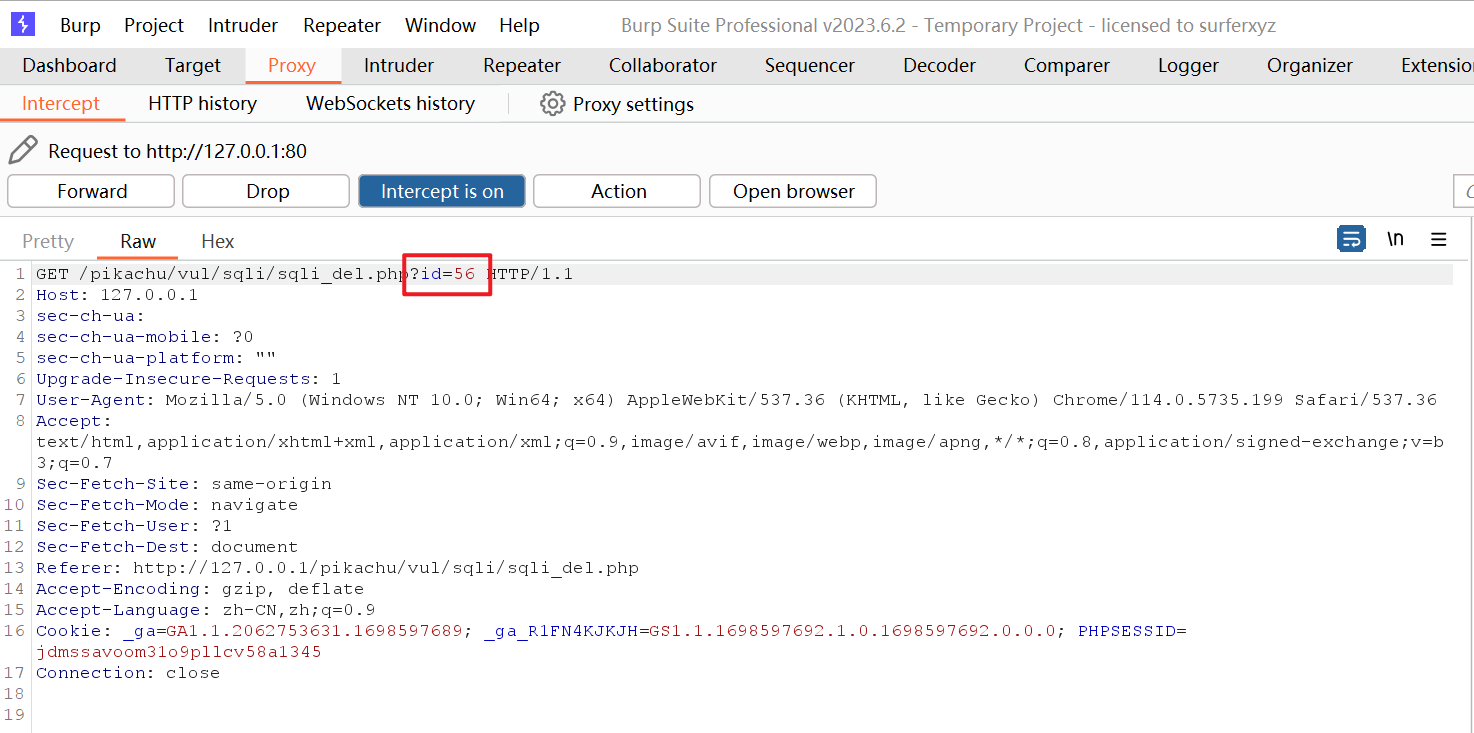 Burp Project Intruder Repeater Window Help Burp Suite Professional v2023.6.2 - Temporary Project - licensed to surferxyz
Dashboard Target Proxy Intruder Repeater Collaborator Sequencer Decoder Comparer Logger Organizer Extensio
Intercept HTTP history WebSockets history Proxy settings
Request to http://127.0.0.1:80
Forward Drop Intercept is on Action Open browser
Pretty Raw Hex \n
1 GET /pikachu/vul/sqli/sqli_del.php?id=56 HTTP/1.1
2 Host: 127.0.0.1
3 sec-ch-ua:
4 sec-ch-ua-mobile: ?0
5 sec-ch-ua-platform: ""
6 Upgrade-Insecure-Requests: 1
7 User-Agent: Mozilla/5.0 (Windows NT 10.0; Win64; x64) AppleWebKit/537.36 (KHTML, like Gecko) Chrome/114.0.5735.199 Safari/537.36
8 Accept:
text/html,application/xhtml+xml,application/xml;q=0.9,image/avif,image/webp,image/apng,*/*;q=0.8,application/signed-exchange;v=b
3;q=0.7
9 Sec-Fetch-Site: same-origin
10 Sec-Fetch-Mode: navigate
11 Sec-Fetch-User: ?1
12 Sec-Fetch-Dest: document
13 Referer: http://127.0.0.1/pikachu/vul/sqli/sqli_del.php
14 Accept-Encoding: gzip, deflate
15 Accept-Language: zh-CN,zh;q=0.9
16 Cookie: _ga=GA1.1.2062753631.1698597689; _ga_R1FN4KJKJH=GS1.1.1698597692.1.0.1698597692.0.0.0; PHPSESSID=
jdmssavoom31o9pllcv58a1345
17 Connection: close
18
19